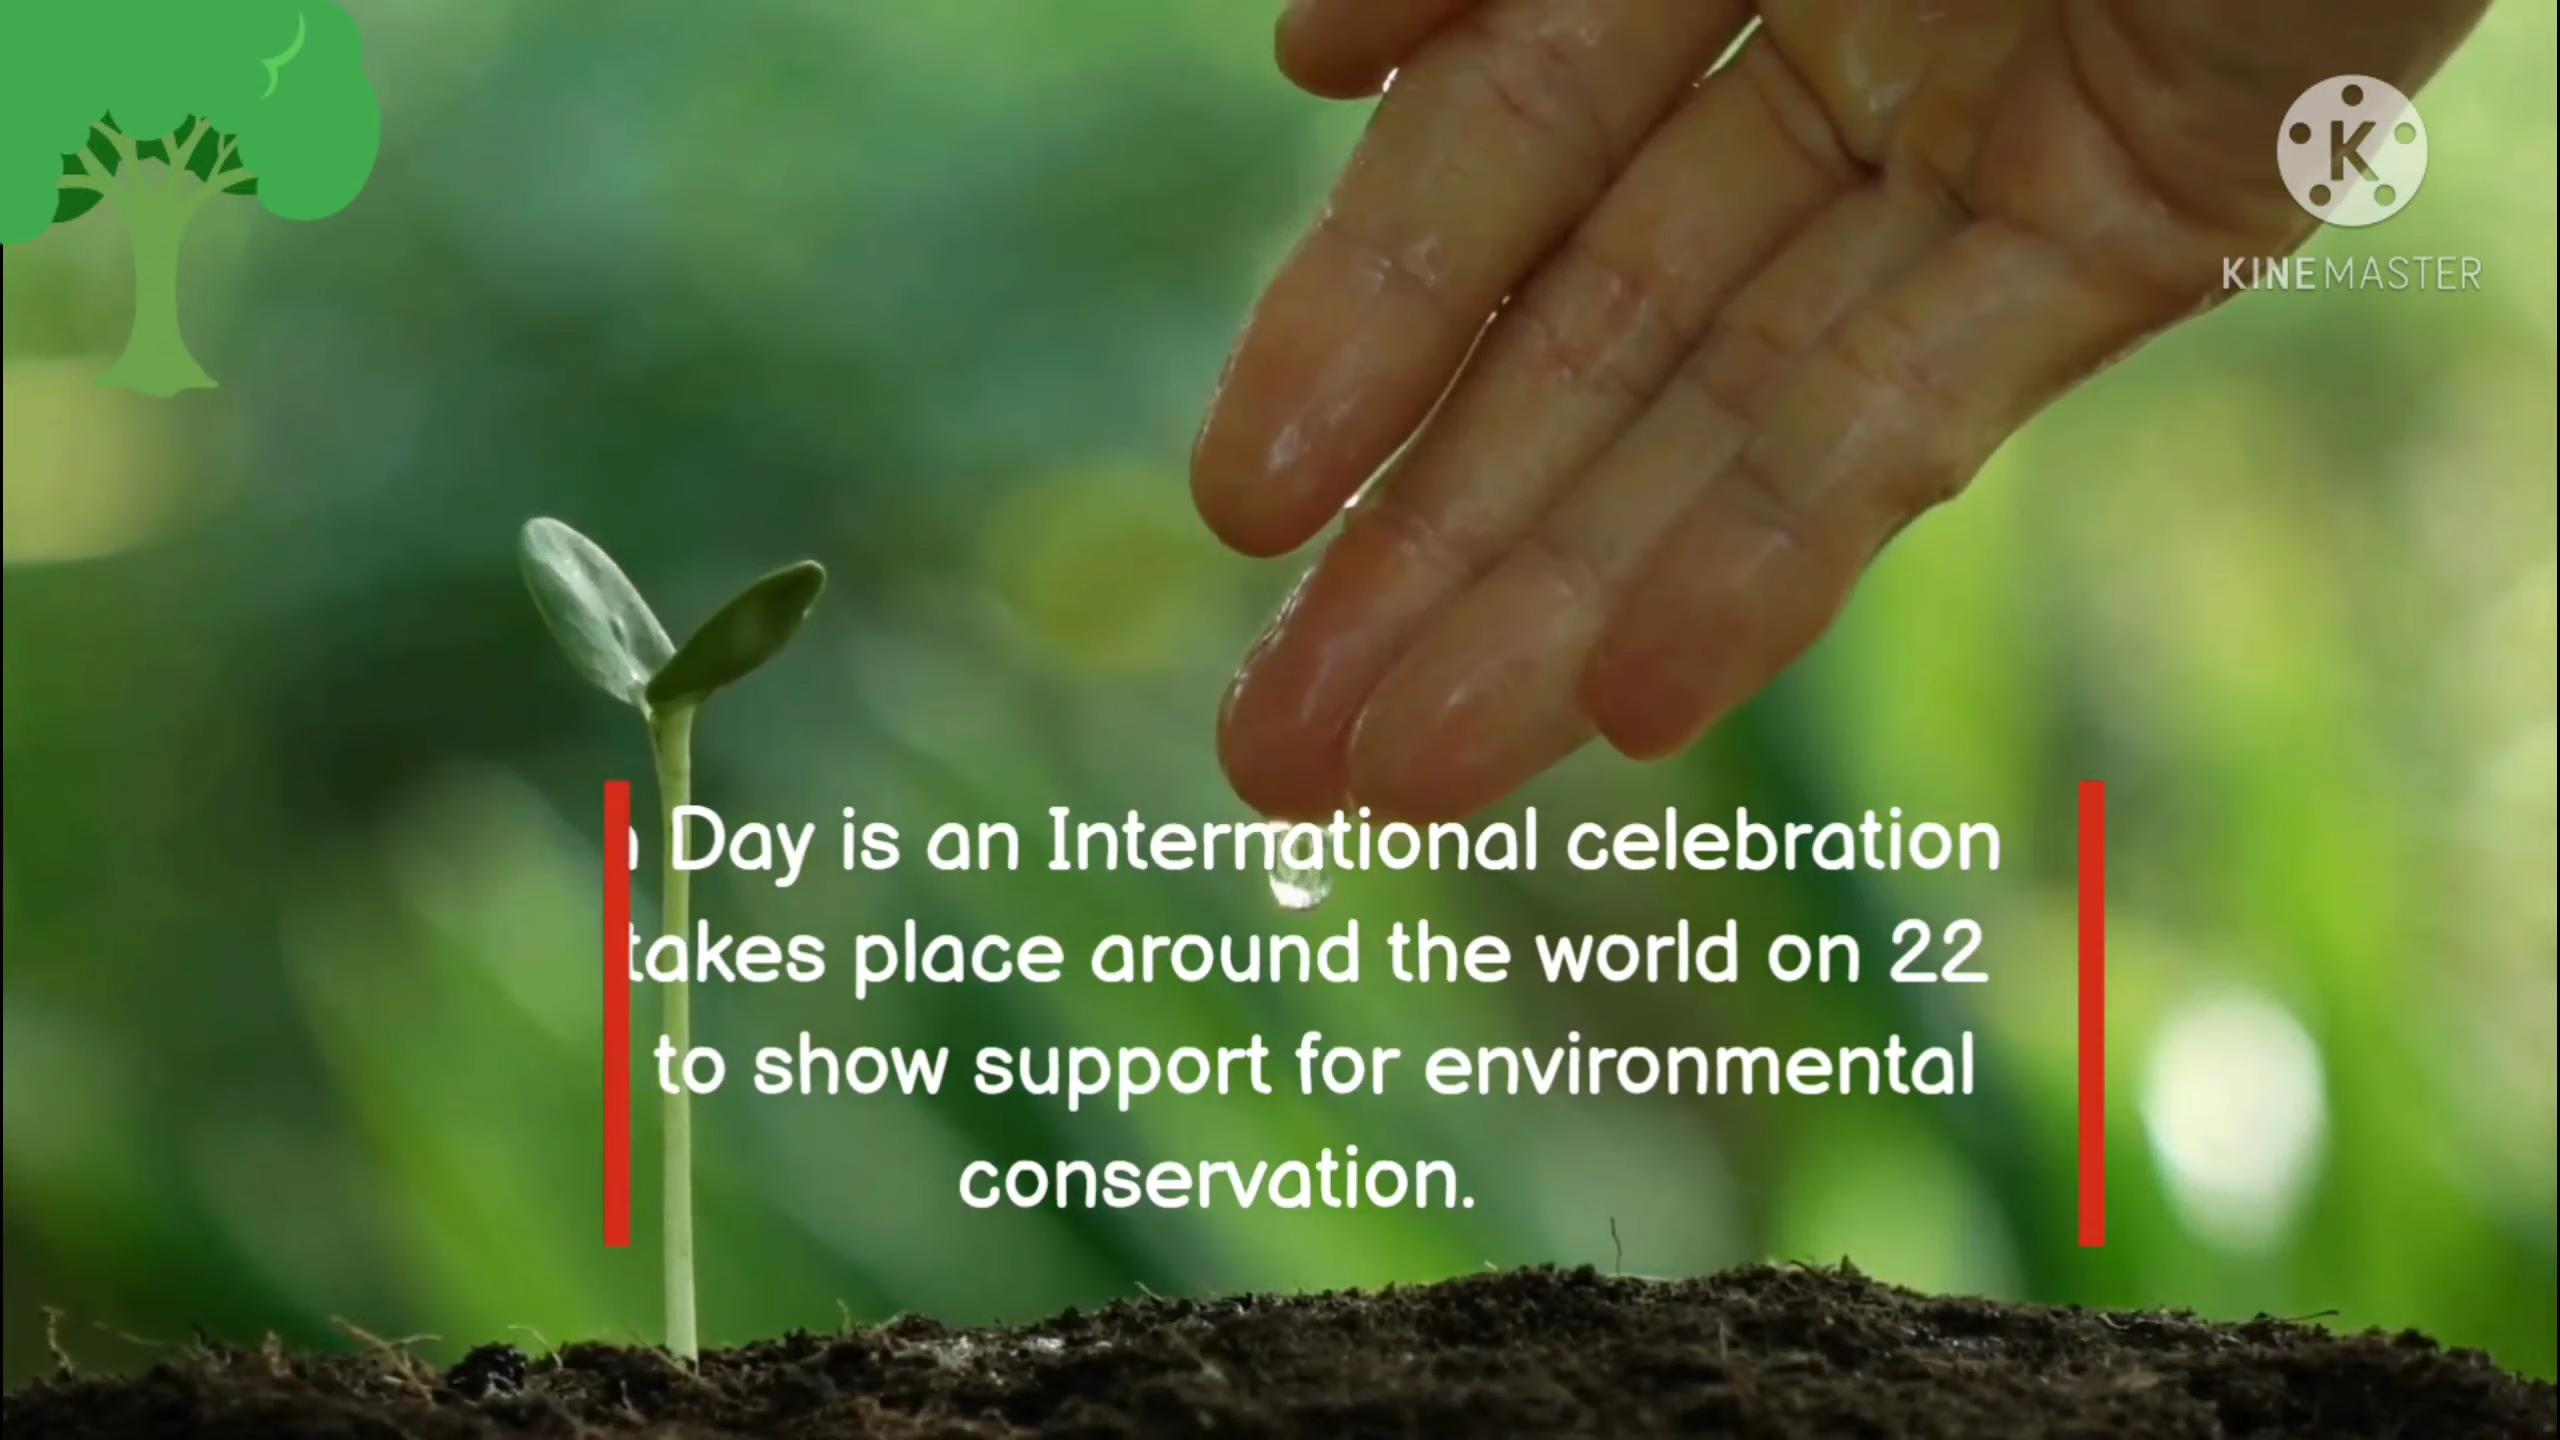 K
KINEMASTER
Day is an International celebration
takes place around the world on 22
to show support for environmental
conservation.